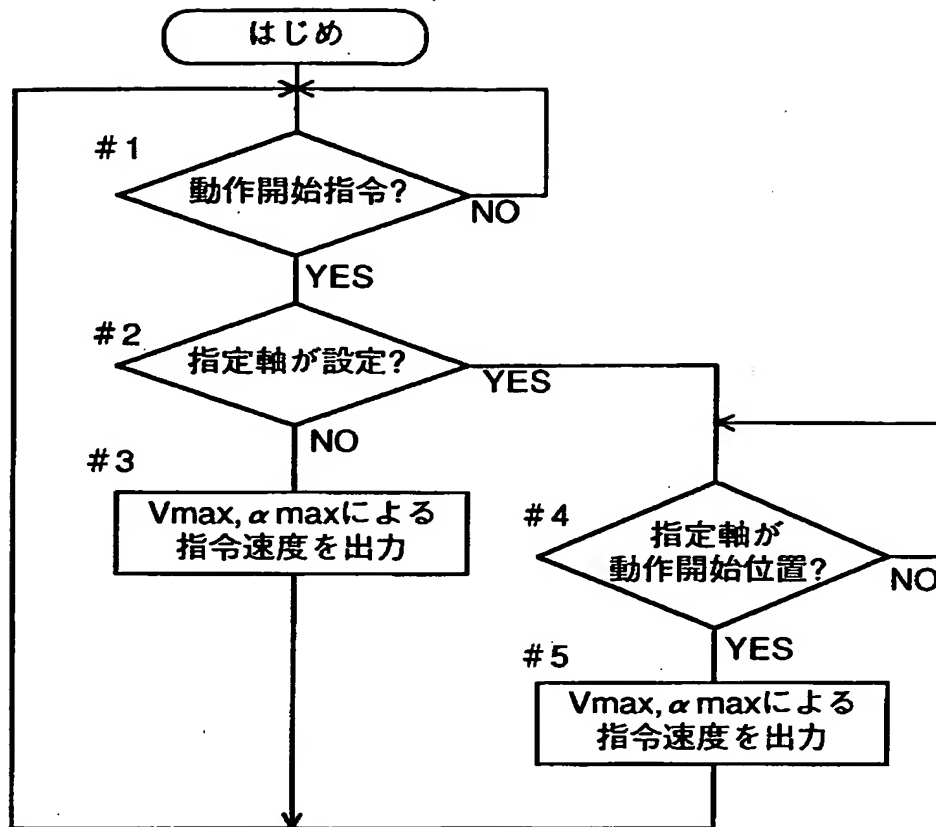 はじめ
#1
動作開始指令?
NO
YES
#2
指定軸が設定?
YES
NO
#3
Vmax, α maxによる
指令速度を出力
#4
指定軸が
動作開始位置?
NO
YES
#5
Vmax, α maxによる
指令速度を出力